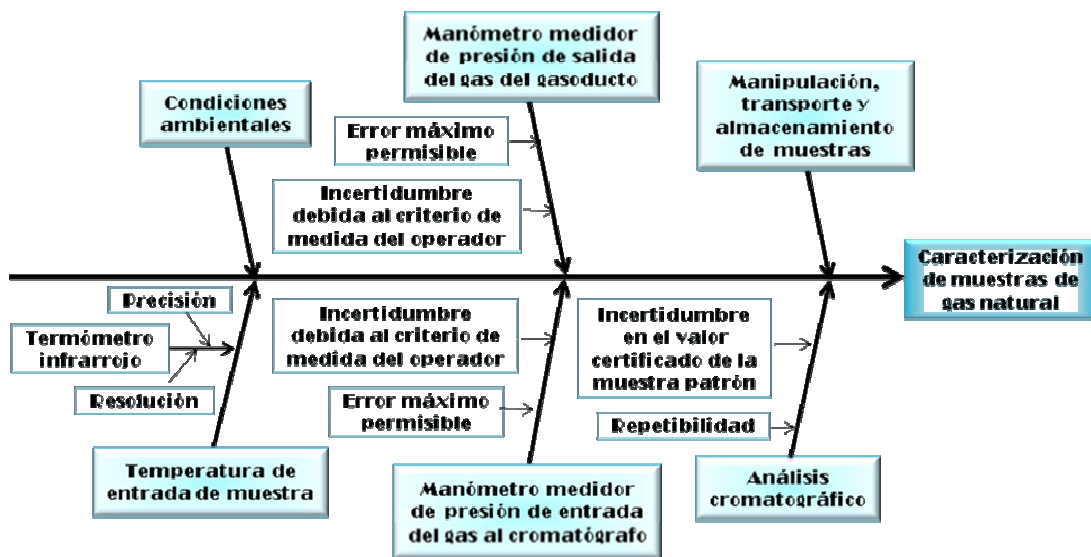 Manómetro medidor
de presión de salida
del gas del gasoducto
Condiciones
ambientales
Manipulación,
transporte y
almacenamiento
de muestras
Error máximo
permisible
Incertidumbre
debida al criterio de
medida del operador
Caracterización
de muestras de
gas natural
Precisión
Termómetro
infrarrojo
Resolución
Incertidumbre
debida al criterio de
medida del operador
Error máximo
permisible
Incertidumbre
en el valor
certificado de la
muestra patrón
Repetibilidad
Temperatura de
entrada de muestra
Manómetro medidor
de presión de entrada
del gas al cromatógrafo
Análisis
cromatográfico